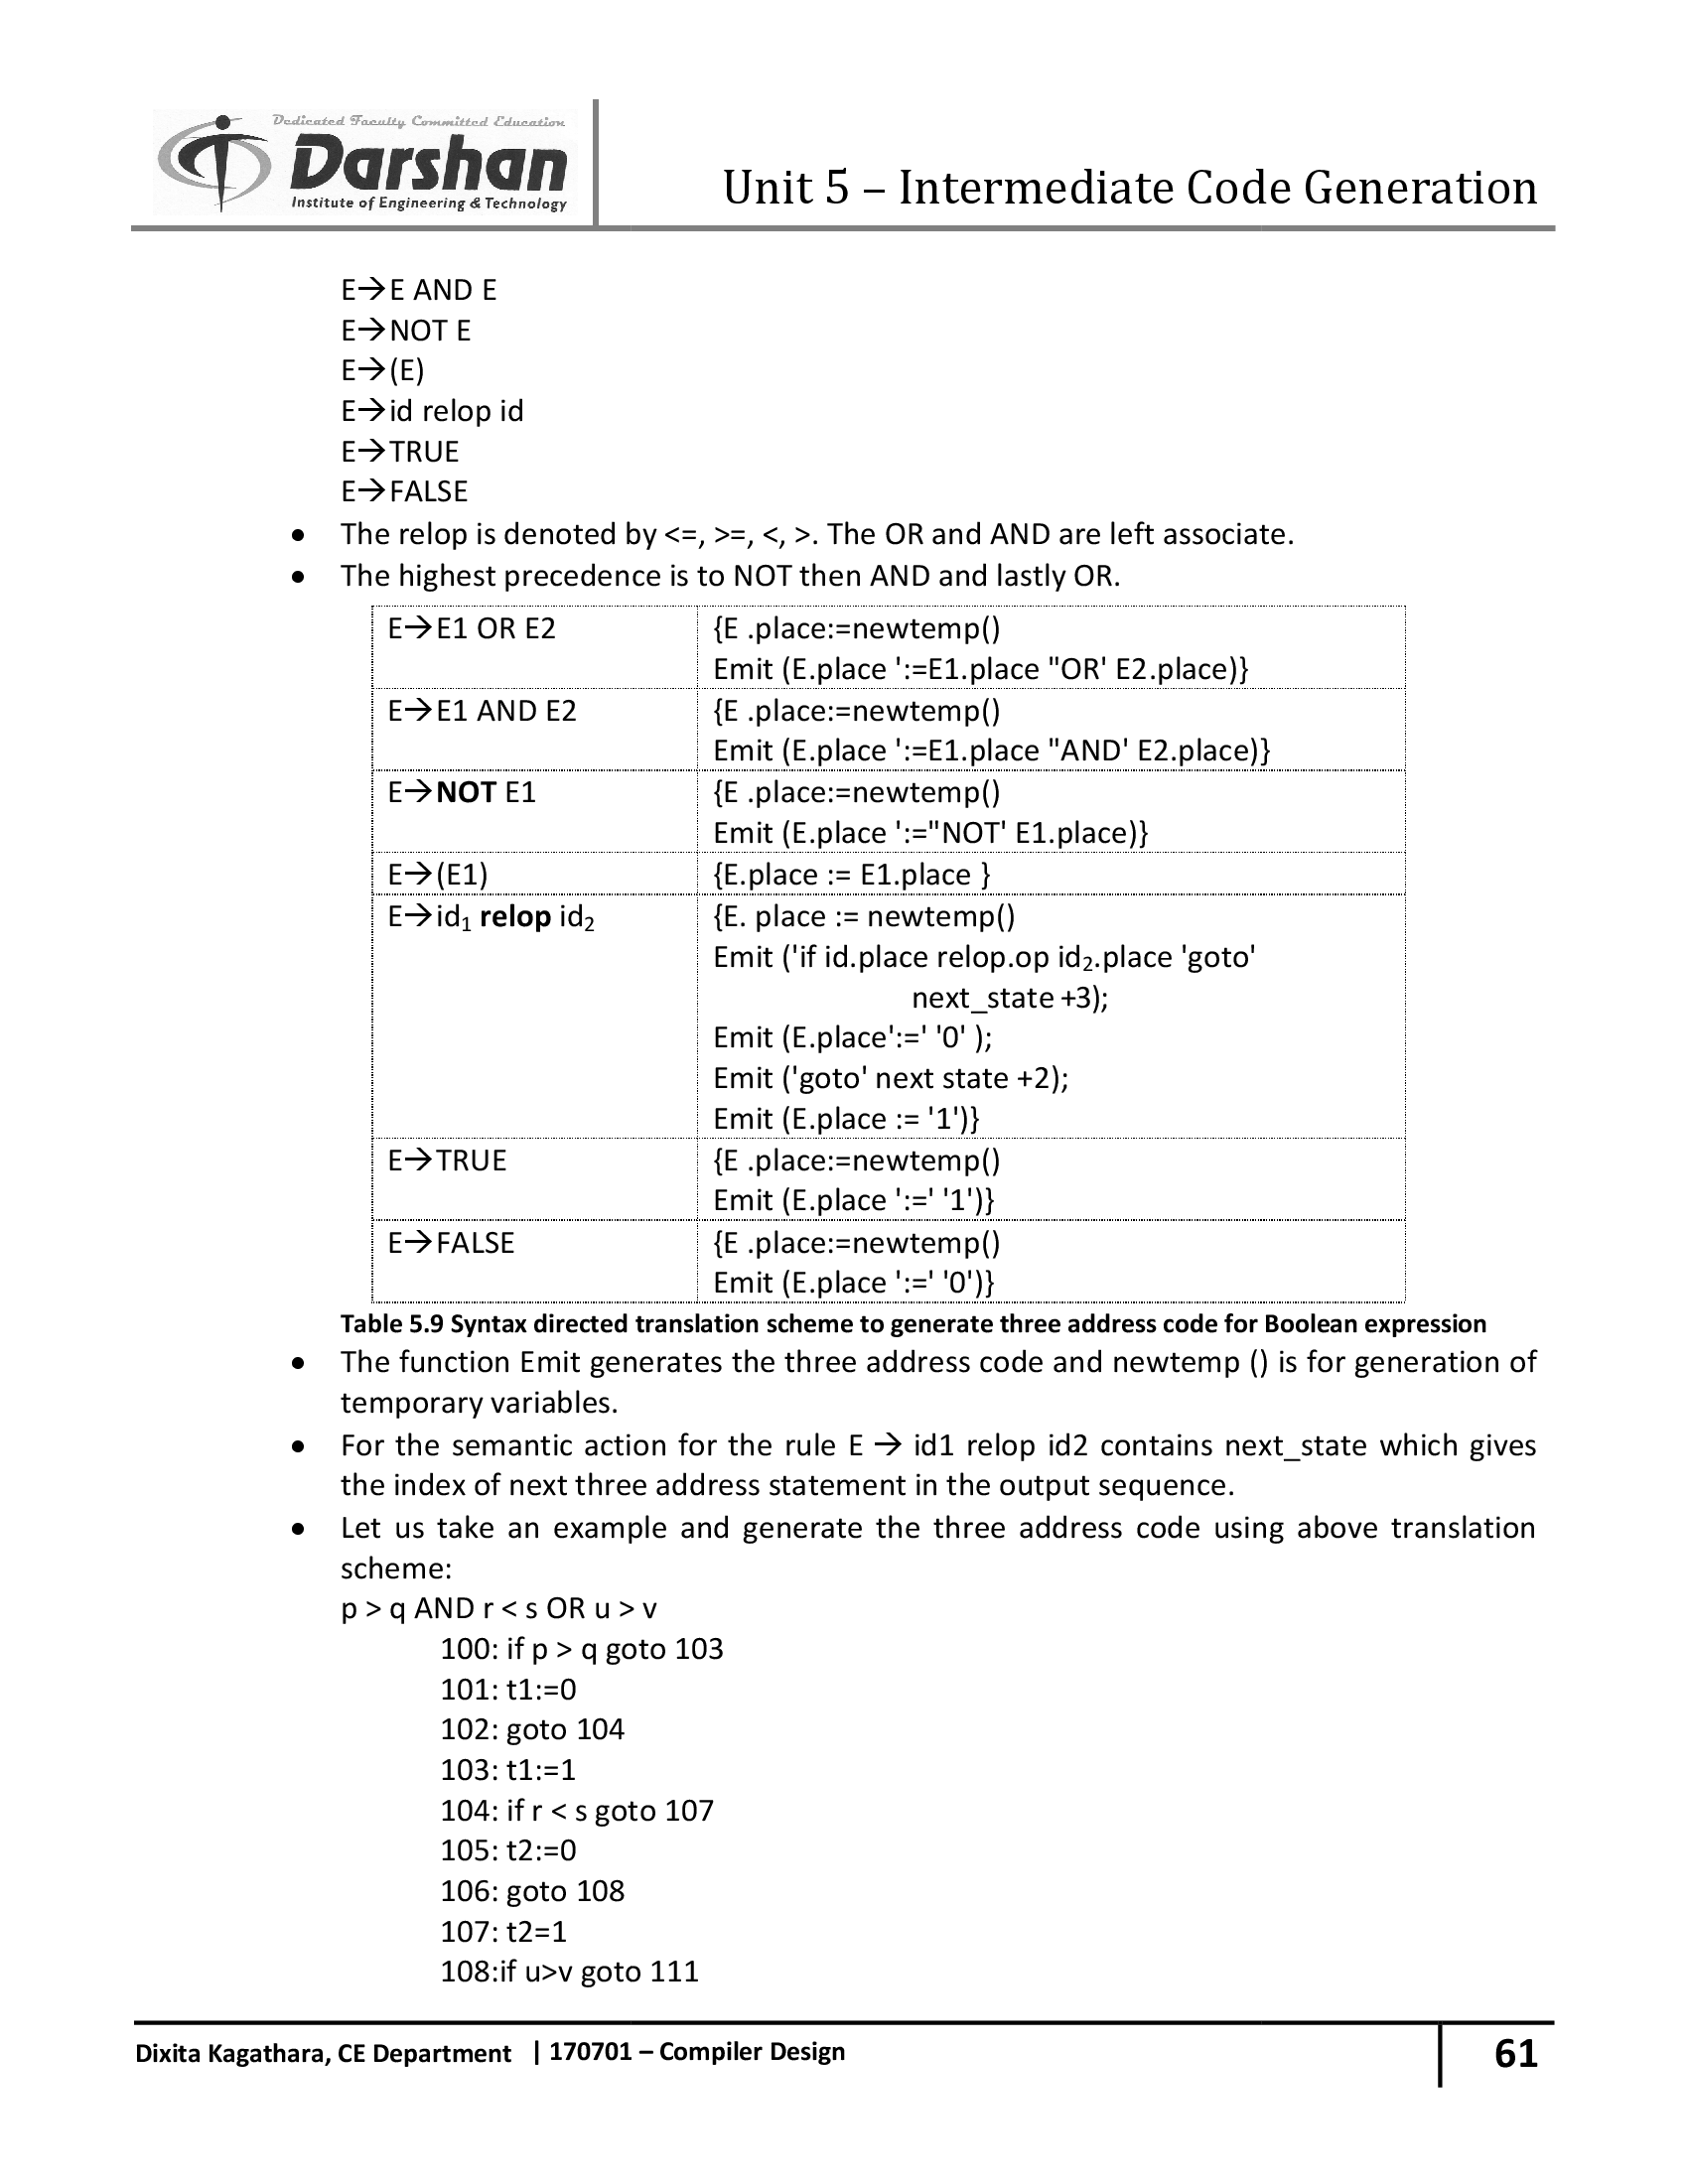 Dedicated Faculty Committed Education
Darshan
Institute of Engineering & Technology
Unit 5 – Intermediate Code Generation
E→E AND E
E→NOT E
E→(E)
E→id relop id
E→TRUE
E→FALSE
• The relop is denoted by <=, >=, <, >. The OR and AND are left associate.
• The highest precedence is to NOT then AND and lastly OR.
E→E1 OR E2 {E .place:=newtemp()
Emit (E.place ':=E1.place "OR' E2.place)}
E→E1 AND E2 {E .place:=newtemp()
Emit (E.place ':=E1.place "AND' E2.place)}
E→NOT E1 {E .place:=newtemp()
Emit (E.place ':="NOT' E1.place)}
E→(E1) {E.place := E1.place }
E→id₁ relop id₂ {E. place := newtemp()
Emit ('if id.place relop.op id₂.place 'goto'
next_state +3);
Emit (E.place':=' '0' );
Emit ('goto' next state +2);
Emit (E.place := '1')}
E→TRUE {E .place:=newtemp()
Emit (E.place ':=' '1')}
E→FALSE {E .place:=newtemp()
Emit (E.place ':=' '0')}
Table 5.9 Syntax directed translation scheme to generate three address code for Boolean expression
• The function Emit generates the three address code and newtemp () is for generation of
temporary variables.
• For the semantic action for the rule E → id1 relop id2 contains next_state which gives
the index of next three address statement in the output sequence.
• Let us take an example and generate the three address code using above translation
scheme:
p > q AND r < s OR u > v
100: if p > q goto 103
101: t1:=0
102: goto 104
103: t1:=1
104: if r < s goto 107
105: t2:=0
106: goto 108
107: t2=1
108:if u>v goto 111
Dixita Kagathara, CE Department | 170701 – Compiler Design 61